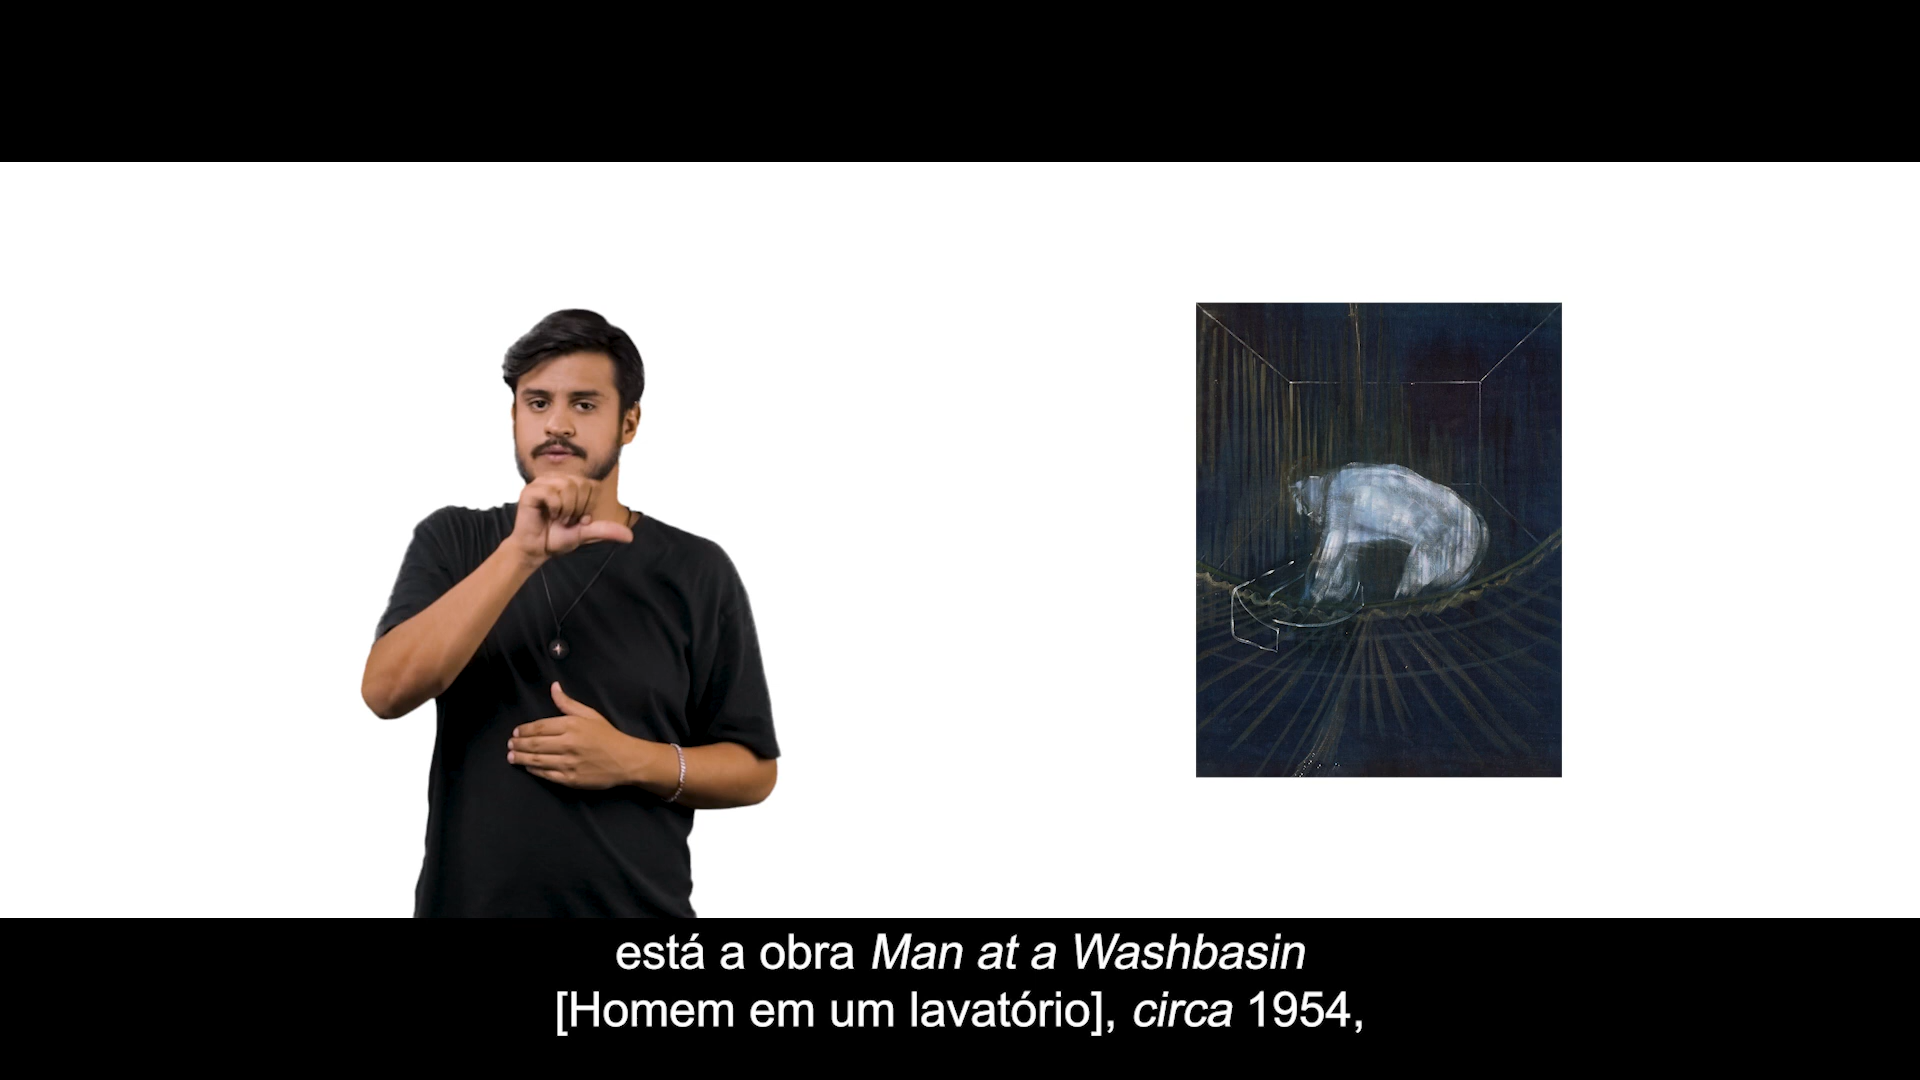 está a obra Man at a Washbasin
[Homem em um lavatório], circa 1954,